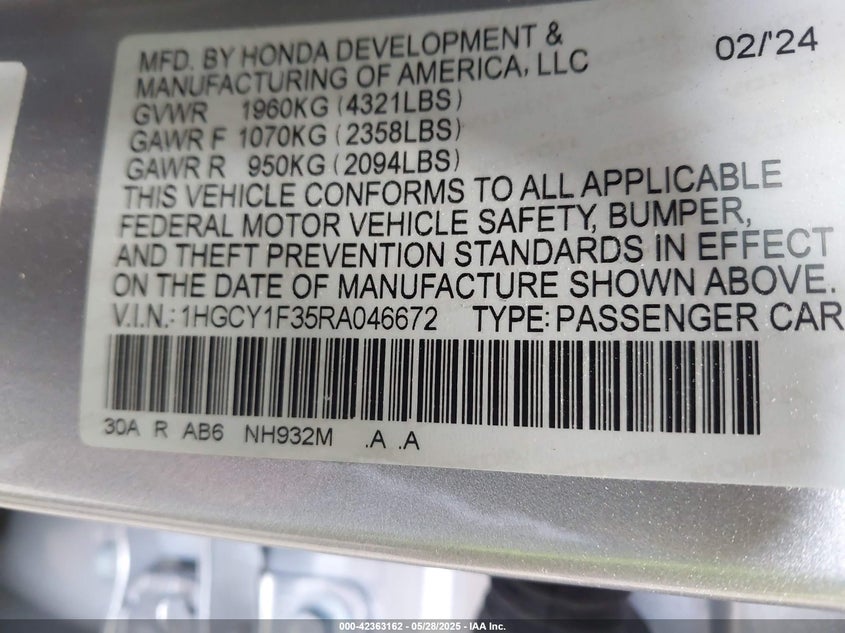 MFD. BY HONDA DEVELOPMENT & 02/'24
MANUFACTURING OF AMERICA, LLC
GVWR 1960KG (4321LBS)
GAWR F 1070KG (2358LBS)
GAWR R 950KG (2094LBS)
THIS VEHICLE CONFORMS TO ALL APPLICABLE
FEDERAL MOTOR VEHICLE SAFETY, BUMPER,
AND THEFT PREVENTION STANDARDS IN EFFECT
ON THE DATE OF MANUFACTURE SHOWN ABOVE.
V.I.N.: 1HGCY1F35RA046672 TYPE: PASSENGER CAR
30A R AB6 NH932M .A .A
000-42363162 - 05/28/2025 - IAA Inc.